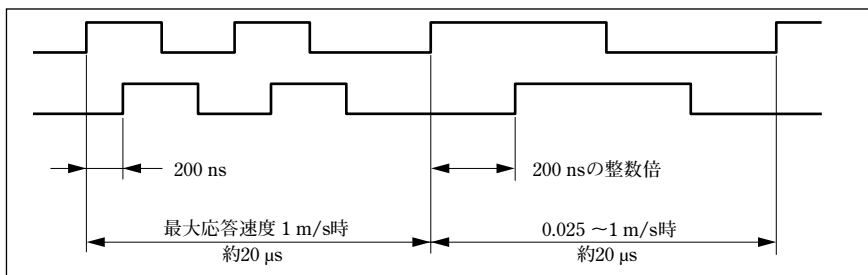 200 ns
200 nsの整数倍
最大応答速度 1 m/s時
約20 μs
0.025 ～1 m/s時
約20 μs